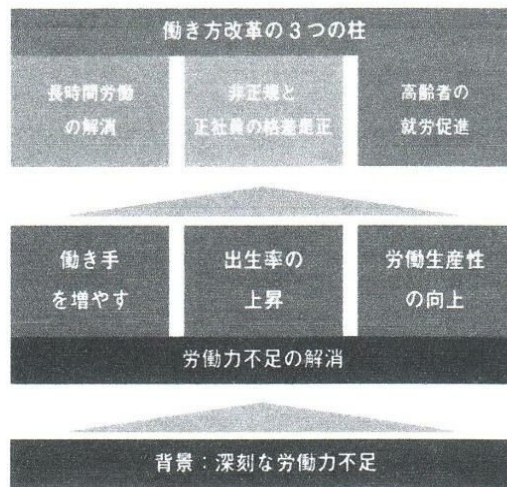 働き方改革の3つの柱
長時間労働
の解消
非正規と
正社員の格差是正
高齢者の
就労促進
働き手
を増やす
出生率の
上昇
労働生産性
の向上
労働力不足の解消
背景：深刻な労働力不足